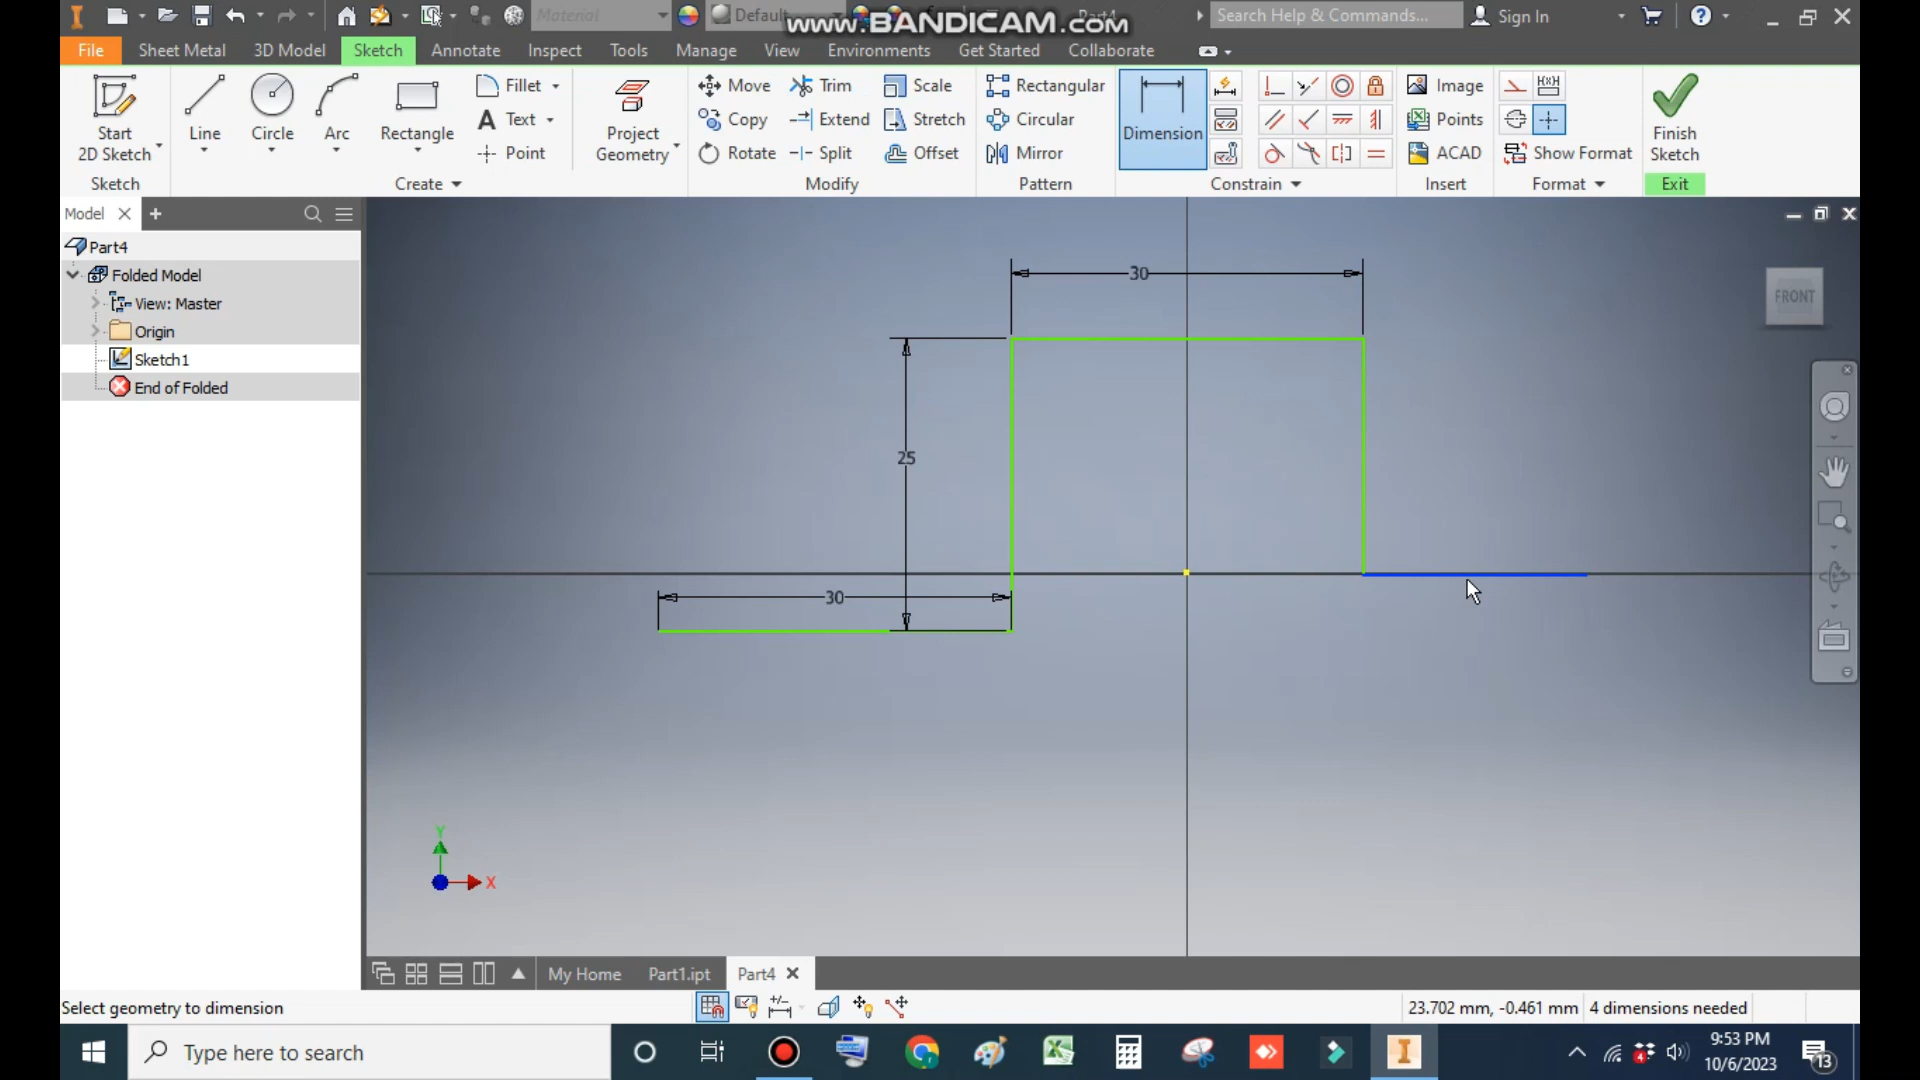 Material
Default
www.BANDICAM.com
Part4
Search Help & Commands...
Sign In
File
Sheet Metal
3D Model
Sketch
Annotate
Inspect
Tools
Manage
View
Environments
Get Started
Collaborate
Start
2D Sketch
Line
Circle
Arc
Rectangle
Fillet
Text
Point
Project
Geometry
Move
Copy
Rotate
Trim
Extend
Split
Scale
Stretch
Offset
Rectangular
Circular
Mirror
Dimension
Image
Points
ACAD
Show Format
Finish
Sketch
Sketch
Create
Modify
Pattern
Constrain
Insert
Format
Exit
Model
Part4
Folded Model
View: Master
Origin
Sketch1
End of Folded
FRONT
30
25
30
Y
X
My Home
Part1.ipt
Part4
Select geometry to dimension
23.702 mm, -0.461 mm
4 dimensions needed
Type here to search
9:53 PM
10/6/2023
13